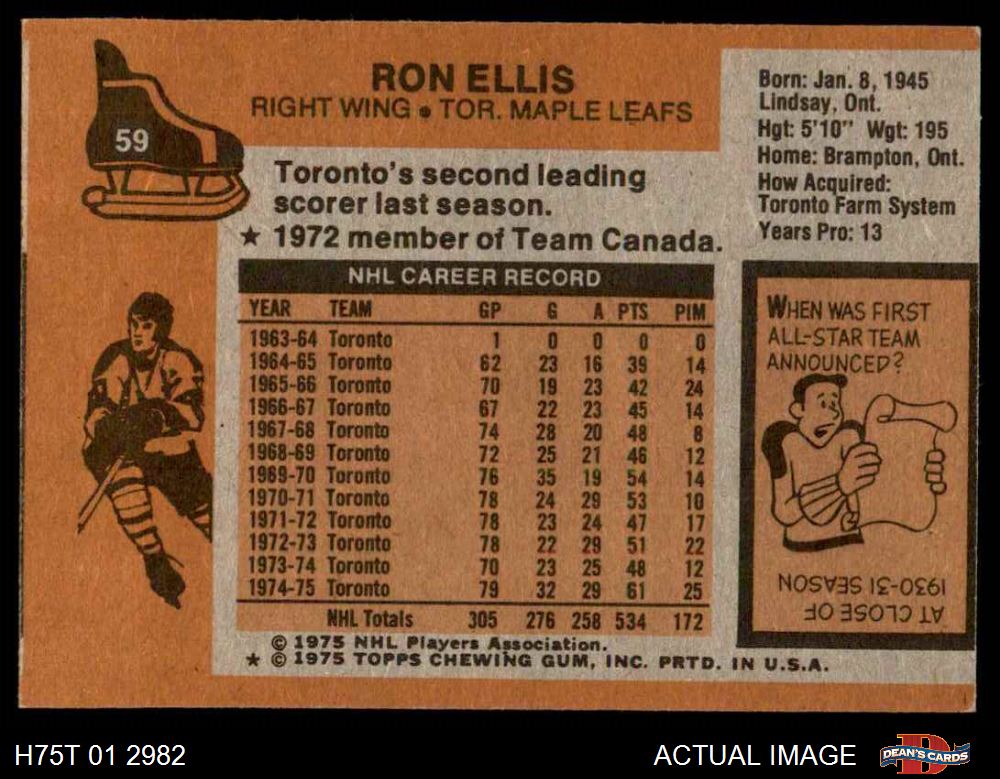 59
RON ELLIS
RIGHT WING • TOR. MAPLE LEAFS
Toronto's second leading
scorer last season.
★ 1972 member of Team Canada.
Born: Jan. 8, 1945
Lindsay, Ont.
Hgt: 5'10" Wgt: 195
Home: Brampton, Ont.
How Acquired:
Toronto Farm System
Years Pro: 13
NHL CAREER RECORD
YEAR TEAM GP G A PTS PIM
1963-64 Toronto 1 0 0 0 0
1964-65 Toronto 62 23 16 39 14
1965-66 Toronto 70 19 23 42 24
1966-67 Toronto 67 22 23 45 14
1967-68 Toronto 74 28 20 48 8
1968-69 Toronto 72 25 21 46 12
1969-70 Toronto 76 35 19 54 14
1970-71 Toronto 78 24 29 53 10
1971-72 Toronto 78 23 24 47 17
1972-73 Toronto 78 22 29 51 22
1973-74 Toronto 70 23 25 48 12
1974-75 Toronto 79 32 29 61 25
NHL Totals 305 276 258 534 172
© 1975 NHL Players Association.
★ © 1975 TOPPS CHEWING GUM, INC. PRTD. IN U.S.A.
WHEN WAS FIRST
ALL-STAR TEAM
ANNOUNCED?
AT CLOSE OF
1930-31 SEASON
H75T 01 2982
ACTUAL IMAGE
DEAN'S CARDS